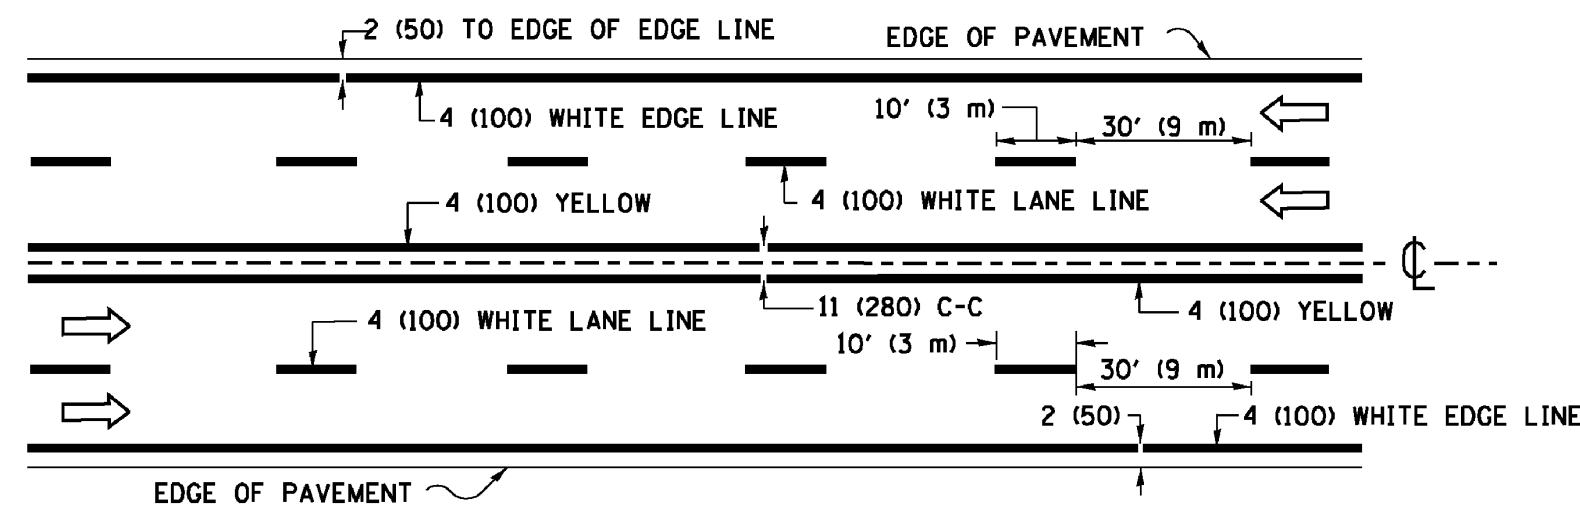 2 (50) TO EDGE OF EDGE LINE
EDGE OF PAVEMENT
4 (100) WHITE EDGE LINE
10' (3 m)
30' (9 m)
4 (100) YELLOW
4 (100) WHITE LANE LINE
℄
11 (280) C-C
4 (100) YELLOW
4 (100) WHITE LANE LINE
10' (3 m)
30' (9 m)
2 (50)
4 (100) WHITE EDGE LINE
EDGE OF PAVEMENT